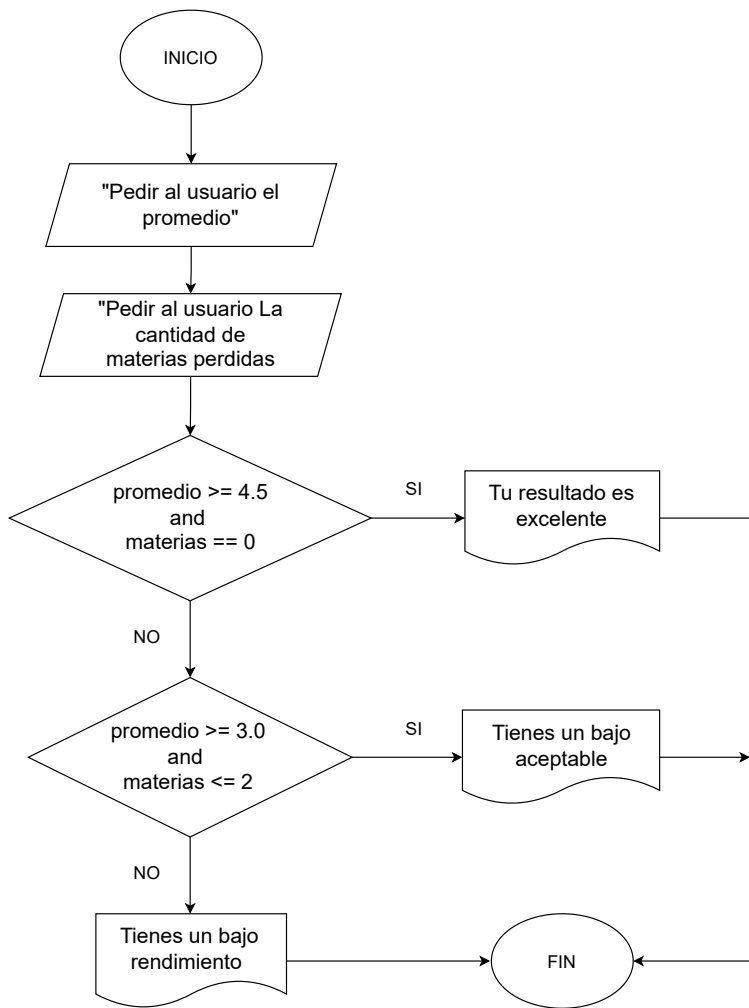 INICIO
"Pedir al usuario el
promedio"
"Pedir al usuario La
cantidad de
materias perdidas
promedio >= 4.5
and
materias == 0
SI
Tu resultado es
excelente
NO
promedio >= 3.0
and
materias <= 2
SI
Tienes un bajo
aceptable
NO
Tienes un bajo
rendimiento
FIN